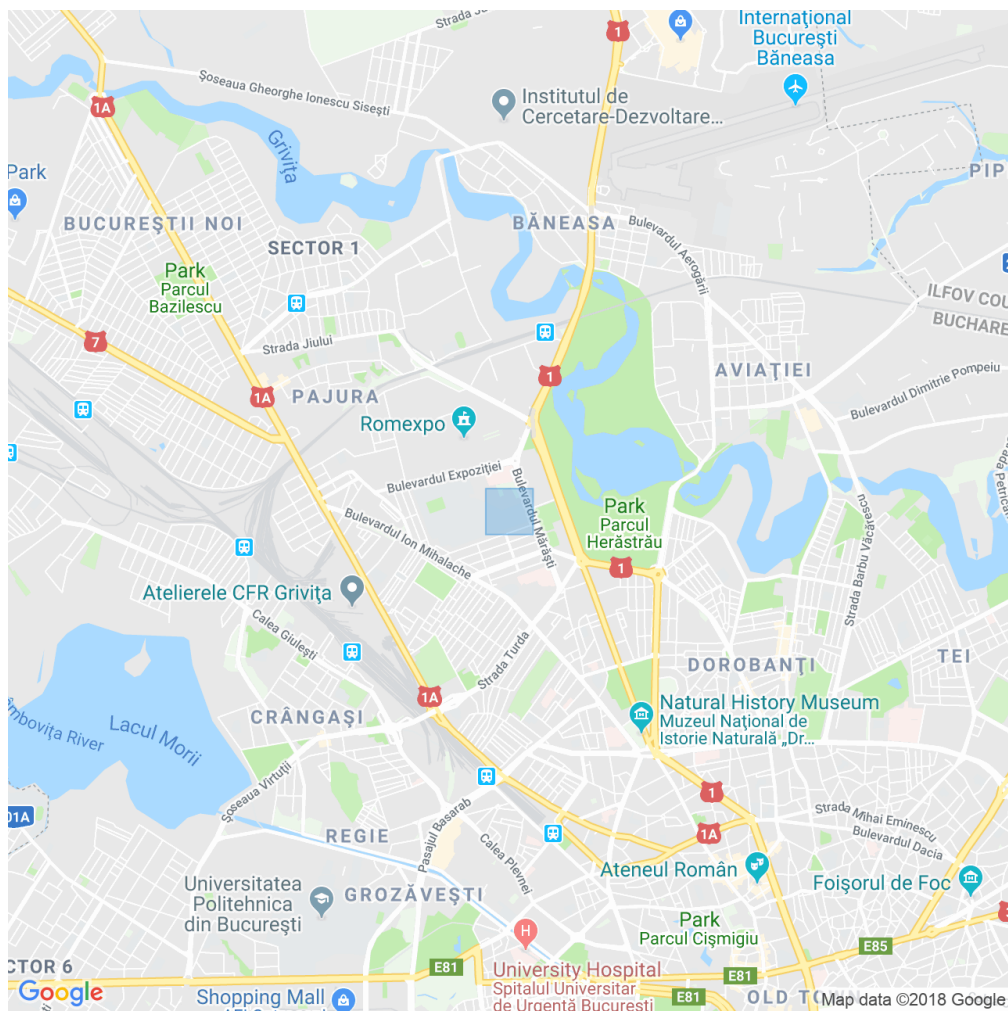 Strada Ju
Internaţional
Bucureşti
Băneasa
1
Şoseaua Gheorghe Ionescu Siseşti
1A
Institutul de
Cercetare-Dezvoltare...
Griviţa
Park
PIP
BUCUREŞTII NOI
BĂNEASA
Bulevardul Aerogării
SECTOR 1
Park
Parcul
Bazilescu
ILFOV COU
BUCHARE
7
Strada Jiului
1
AVIAŢIEI
Bulevardul Dimitrie Pompeiu
PAJURA
1A
Romexpo
Bulevardul Expoziţiei
Bulevardul Mărăşti
Park
Parcul
Herăstrău
Strada Barbu Văcărescu
Petrica
Bulevardul Ion Mihalache
1
Atelierele CFR Griviţa
Calea Giuleşti
Strada Turda
DOROBANŢI
TEI
1A
Natural History Museum
Muzeul Naţional de
Istorie Naturală „Dr...
CRÂNGAŞI
Lacul Morii
âmboviţa River
Şoseaua Virtuţii
1
01A
REGIE
Pasajul Basarab
Calea Plevnei
1A
Strada Mihai Eminescu
Bulevardul Dacia
Ateneul Român
Foişorul de Foc
Universitatea
Politehnica
din Bucureşti
GROZĂVEŞTI
Park
Parcul Cişmigiu
H
E85
CTOR 6
E81
University Hospital
Spitalul Universitar
de Urgenţă Bucureşti
E81
E81
OLD TO
Shopping Mall
Google
Map data ©2018 Google